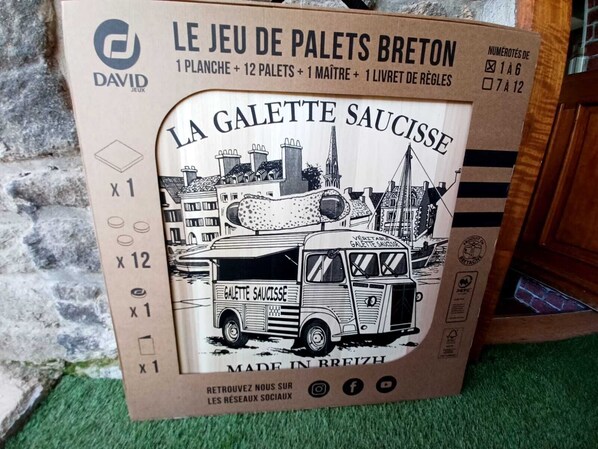 DAVID
JEUX
LE JEU DE PALETS BRETON
1 PLANCHE + 12 PALETS + 1 MAÎTRE + 1 LIVRET DE RÈGLES
NUMÉROTÉS DE
1 À 6
7 À 12
LA GALETTE SAUCISSE
x 1
x 12
x 1
x 1
GALETTE SAUCISSE
GALETTE SAUCISSE
MADE IN BREIZH
RETROUVEZ NOUS SUR
LES RÉSEAUX SOCIAUX